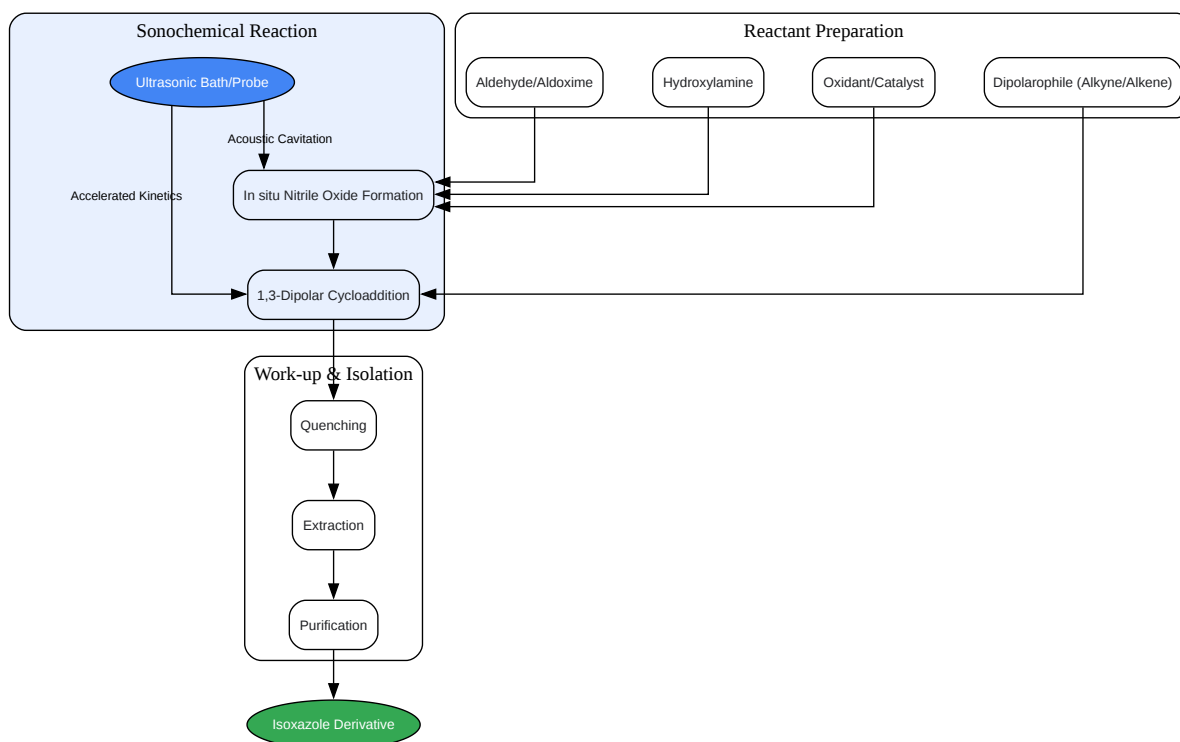 Sonochemical Reaction
Reactant Preparation
Ultrasonic Bath/Probe
Aldehyde/Aldoxime
Hydroxylamine
Oxidant/Catalyst
Dipolarophile (Alkyne/Alkene)
Acoustic Cavitation
Accelerated Kinetics
In situ Nitrile Oxide Formation
1,3-Dipolar Cycloaddition
Work-up & Isolation
Quenching
Extraction
Purification
Isoxazole Derivative